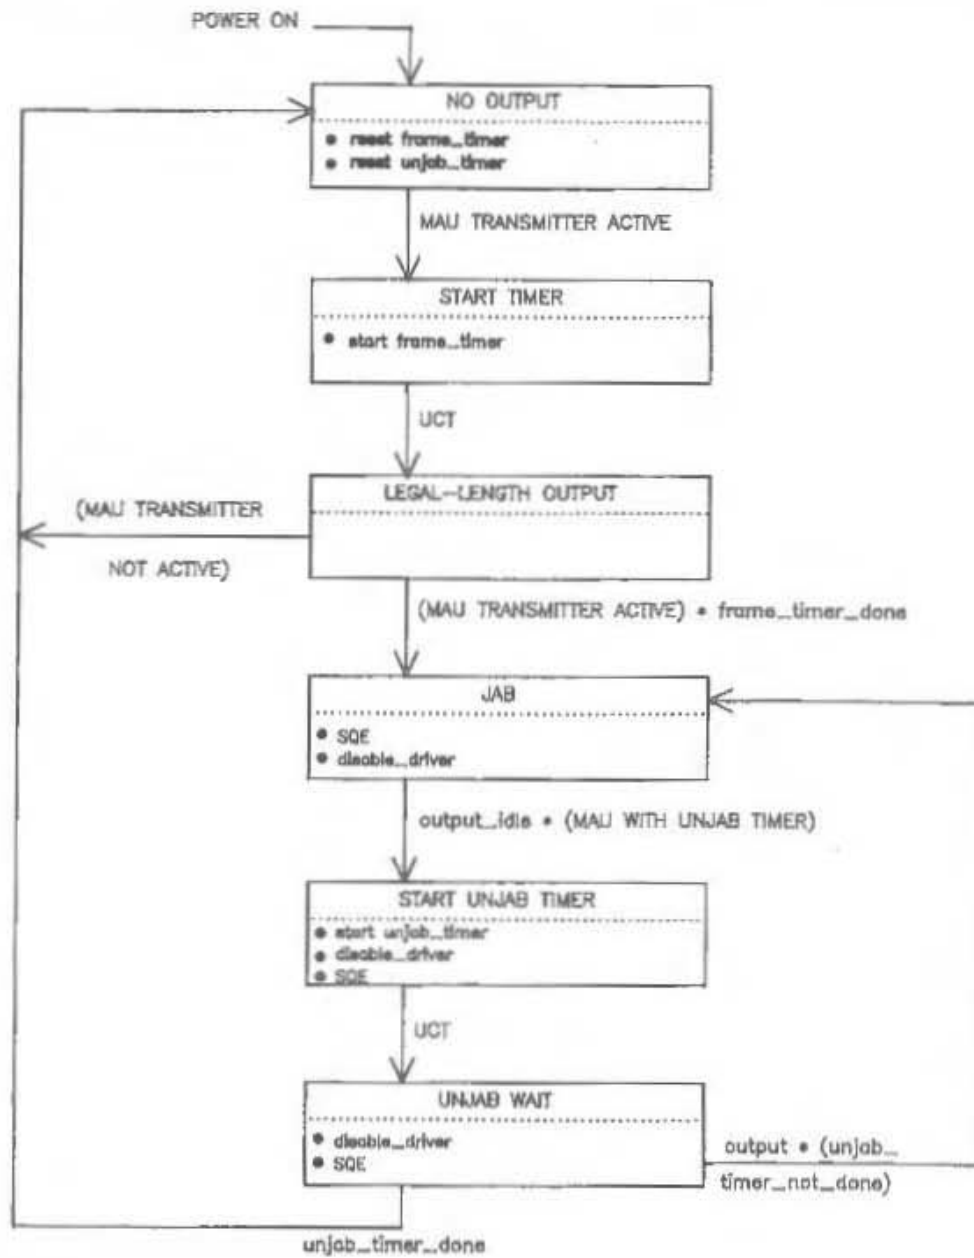 POWER ON
NO OUTPUT
● reset frame_timer
● reset unjab_timer
MAU TRANSMITTER ACTIVE
START TIMER
● start frame_timer
UCT
LEGAL-LENGTH OUTPUT
(MAU TRANSMITTER
NOT ACTIVE)
(MAU TRANSMITTER ACTIVE) * frame_timer_done
JAB
● SQE
● disable_driver
output_idle * (MAU WITH UNJAB TIMER)
START UNJAB TIMER
● start unjab_timer
● disable_driver
● SQE
UCT
UNJAB WAIT
● disable_driver
● SQE
output * (unjab_
timer_not_done)
unjab_timer_done